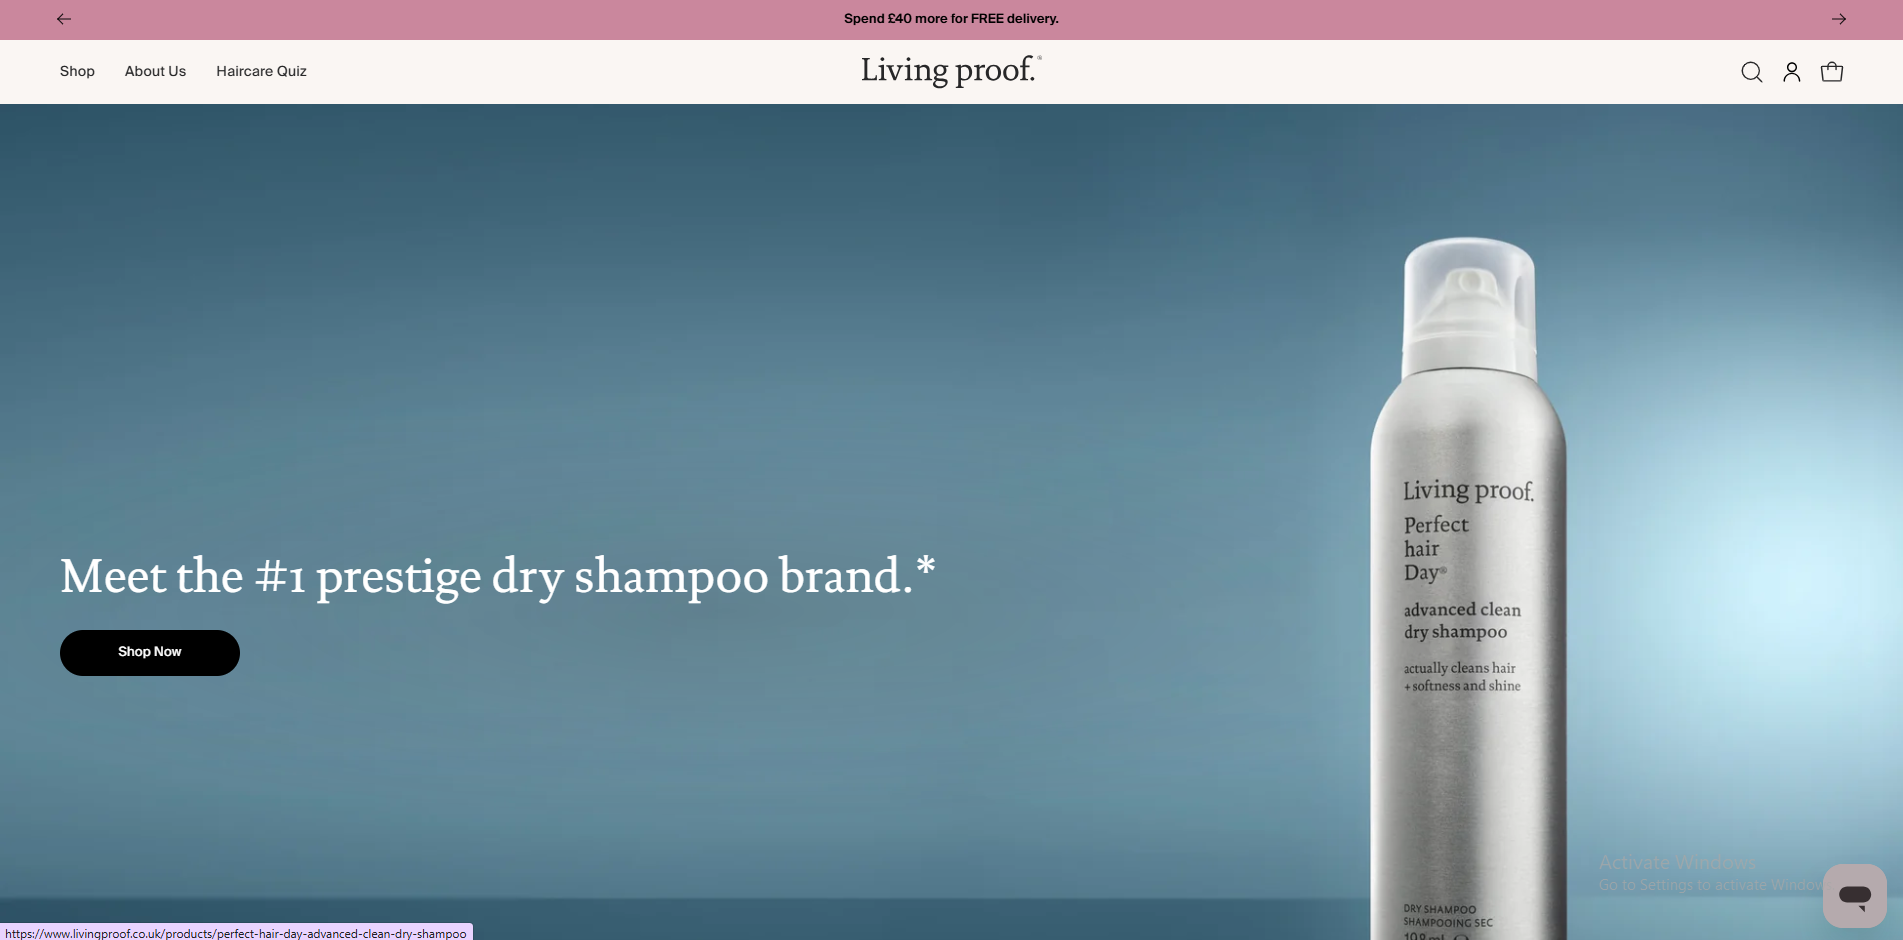 Spend £40 more for FREE delivery.
Shop About Us Haircare Quiz
Living proof.®
Living proof.
Perfect
hair
Day®
advanced clean
dry shampoo
actually cleans hair
+ softness and shine
Meet the #1 prestige dry shampoo brand.*
Shop Now
Activate Windows
Go to Settings to activate
DRY SHAMPOO
SHAMPOOING SEC
https://www.livingproof.co.uk/products/perfect-hair-day-advanced-clean-dry-shampoo